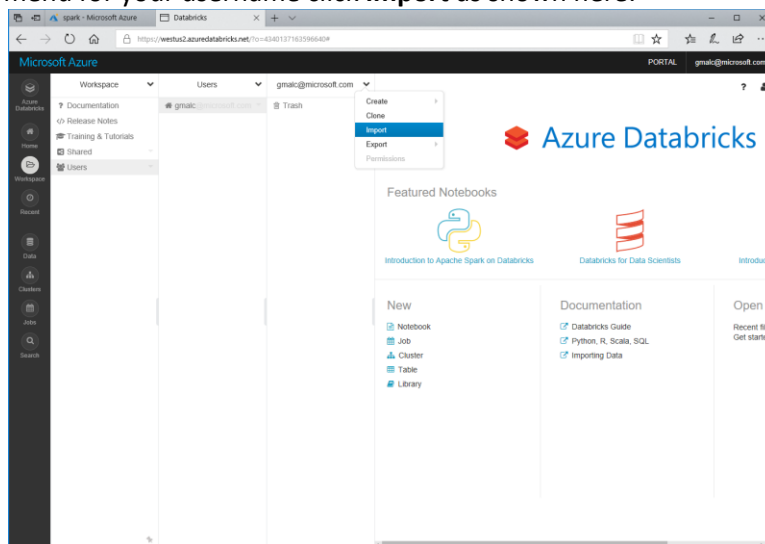 menu for your username click Import as shown here:
spark - Microsoft Azure
Databricks
https://westus2.azuredatabricks.net/?o=4340137163596640#
Microsoft Azure
PORTAL
gmalc@microsoft.com
Azure Databricks
Home
Workspace
Recent
Data
Clusters
Jobs
Search
Workspace
Documentation
Release Notes
Training & Tutorials
Shared
Users
Users
gmalc
gmalc@microsoft.com
Trash
Create
Clone
Import
Export
Permissions
?
Azure Databricks
Featured Notebooks
Introduction to Apache Spark on Databricks
Databricks for Data Scientists
Introduc
New
Notebook
Job
Cluster
Table
Library
Documentation
Databricks Guide
Python, R, Scala, SQL
Importing Data
Open
Recent fi
Get starte